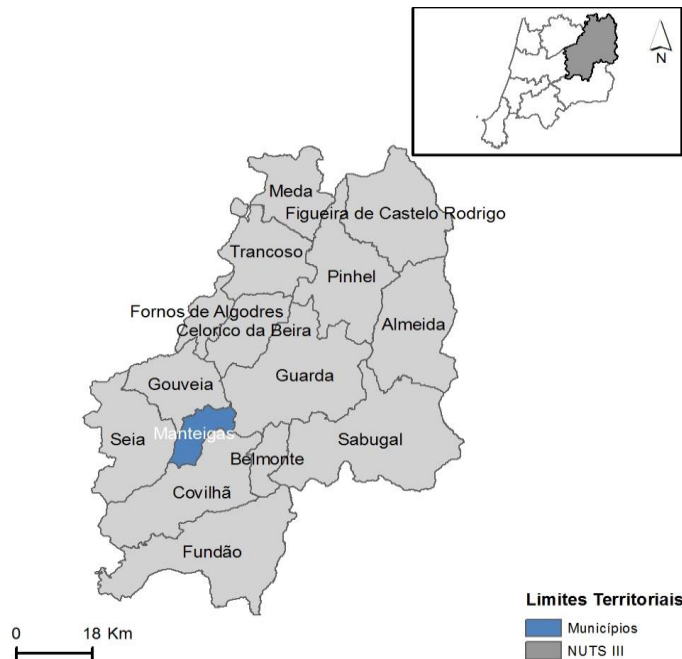 N
Meda
Figueira de Castelo Rodrigo
Trancoso
Pinhel
Fornos de Algodres
Celorico da Beira
Almeida
Guarda
Gouveia
Manteigas
Seia
Sabugal
Belmonte
Covilhã
Fundão
Limites Territoriais
Municípios
NUTS III
0 18 Km